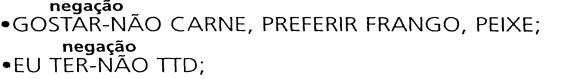 negação
•GOSTAR-NÃO CARNE, PREFERIR FRANGO, PEIXE;
negação
•EU TER-NÃO TTD;